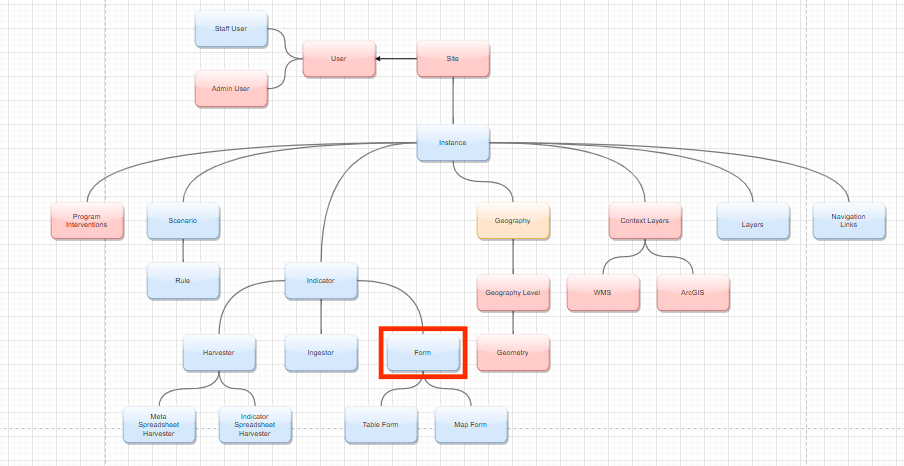 Staff User
User
Site
Admin User
Instance
Program
Interventions
Scenario
Geography
Context Layers
Layers
Navigation
Links
Rule
Indicator
Geography Level
WMS
ArcGIS
Harvester
Ingestor
Form
Geometry
Meta
Spreadsheet
Harvester
Indicator
Spreadsheet
Harvester
Table Form
Map Form